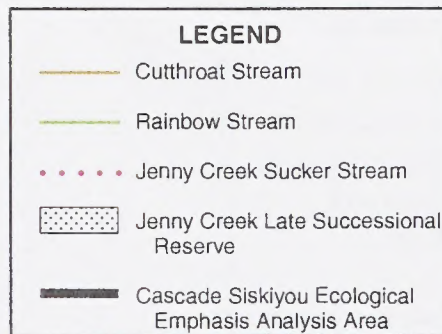 LEGEND
Cutthroat Stream
Rainbow Stream
Jenny Creek Sucker Stream
Jenny Creek Late Successional
Reserve
Cascade Siskiyou Ecological
Emphasis Analysis Area